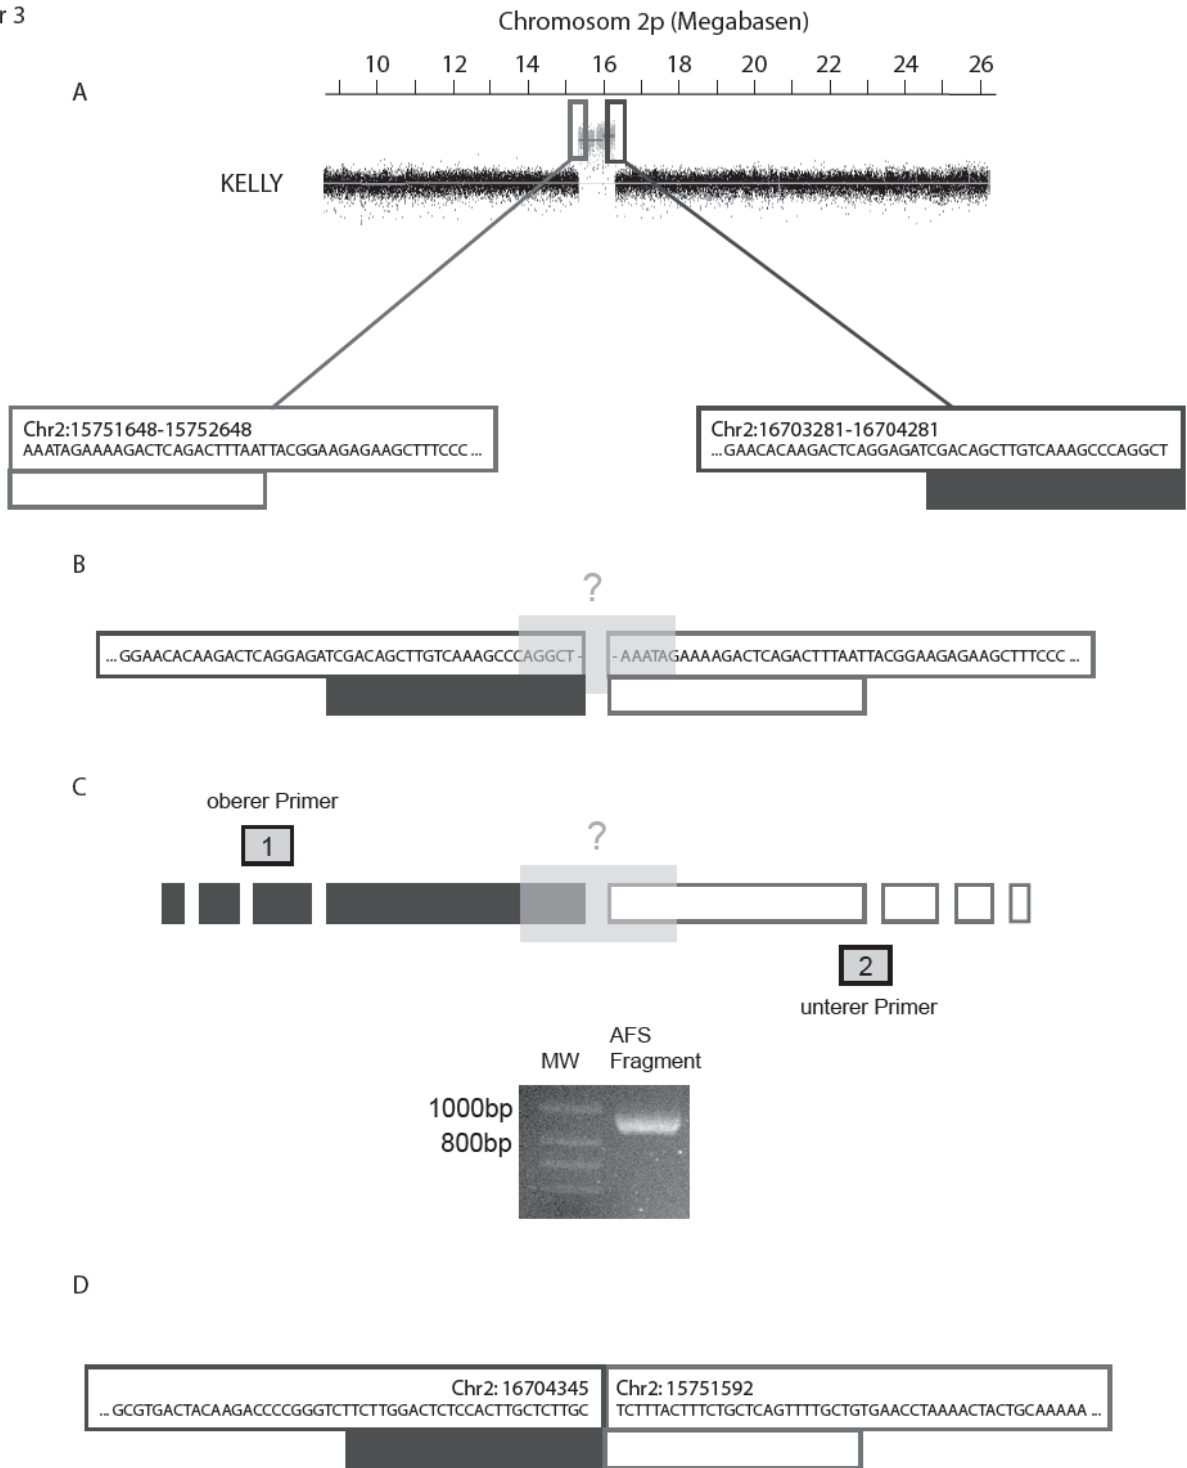 r 3
Chromosom 2p (Megabasen)
10 12 14 16 18 20 22 24 26
A
KELLY
Chr2:15751648-15752648
AAATAGAAAAGACTCAGACTTTAATTACGGAAGAGAAGCTTTCCC ...
Chr2:16703281-16704281
...GAACACAAGACTCAGGAGATCGACAGCTTGTCAAAGCCCAGGCT
B
?
...GGAACACAAGACTCAGGAGATCGACAGCTTGTCAAAGCCCAGGCT-
-AAATAGAAAAGACTCAGACTTTAATTACGGAAGAGAAGCTTTCCC ...
C
oberer Primer
1
?
2
unterer Primer
MW
AFS
Fragment
1000bp
800bp
D
Chr2: 16704345
...GCGTGACTACAAGACCCCGGGTCTTCTTGGACTCTCCACTTGCTCTTGC
Chr2: 15751592
TCTTTACTTTCTGCTCAGTTTTGCTGTGAACCTAAAACTACTGCAAAAA ...